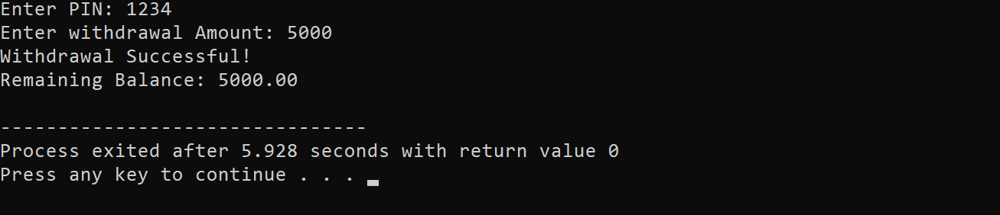 Enter PIN: 1234
Enter withdrawal Amount: 5000
Withdrawal Successful!
Remaining Balance: 5000.00
--------------------------------
Process exited after 5.928 seconds with return value 0
Press any key to continue . . .